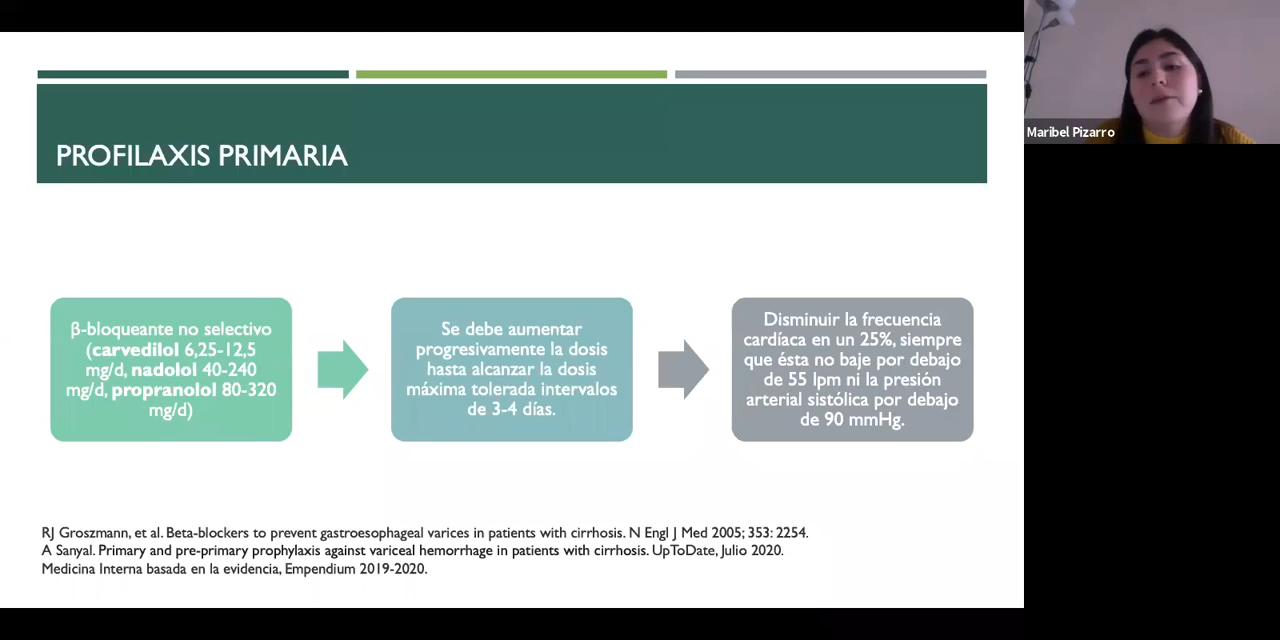 PROFILAXIS PRIMARIA
β-bloqueante no selectivo
(carvedilol 6,25-12,5
mg/d, nadolol 40-240
mg/d, propranolol 80-320
mg/d)
Se debe aumentar
progresivamente la dosis
hasta alcanzar la dosis
máxima tolerada intervalos
de 3-4 días.
Disminuir la frecuencia
cardíaca en un 25%, siempre
que ésta no baje por debajo
de 55 lpm ni la presión
arterial sistólica por debajo
de 90 mmHg.
RJ Groszmann, et al. Beta-blockers to prevent gastroesophageal varices in patients with cirrhosis. N Engl J Med 2005; 353: 2254.
A Sanyal. Primary and pre-primary prophylaxis against variceal hemorrhage in patients with cirrhosis. UpToDate, Julio 2020.
Medicina Interna basada en la evidencia, Empendium 2019-2020.
Maribel Pizarro